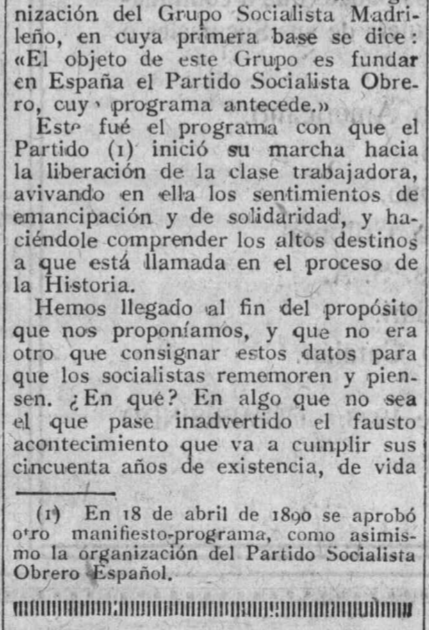 nización del Grupo Socialista Madri-
leño, en cuya primera base se dice:
«El objeto de este Grupo es fundar
en España el Partido Socialista Obre-
ro, cuy programa antecede.»
Este fué el programa con que el
Partido (1) inició su marcha hacia
la liberación de la clase trabajadora,
avivando en ella los sentimientos de
emancipación y de solidaridad, y ha-
ciéndole comprender los altos destinos
a que está llamada en el proceso de
la Historia.
Hemos llegado al fin del propósito
que nos proponíamos, y que no era
otro que consignar estos datos para
que los socialistas rememoren y pien-
sen. ¿En qué? En algo que no sea
el que pase inadvertido el fausto
acontecimiento que va a cumplir sus
cincuenta años de existencia, de vida
(1) En 18 de abril de 1890 se aprobó
otro manifiesto-programa, como asimis-
mo la organización del Partido Socialista
Obrero Español.